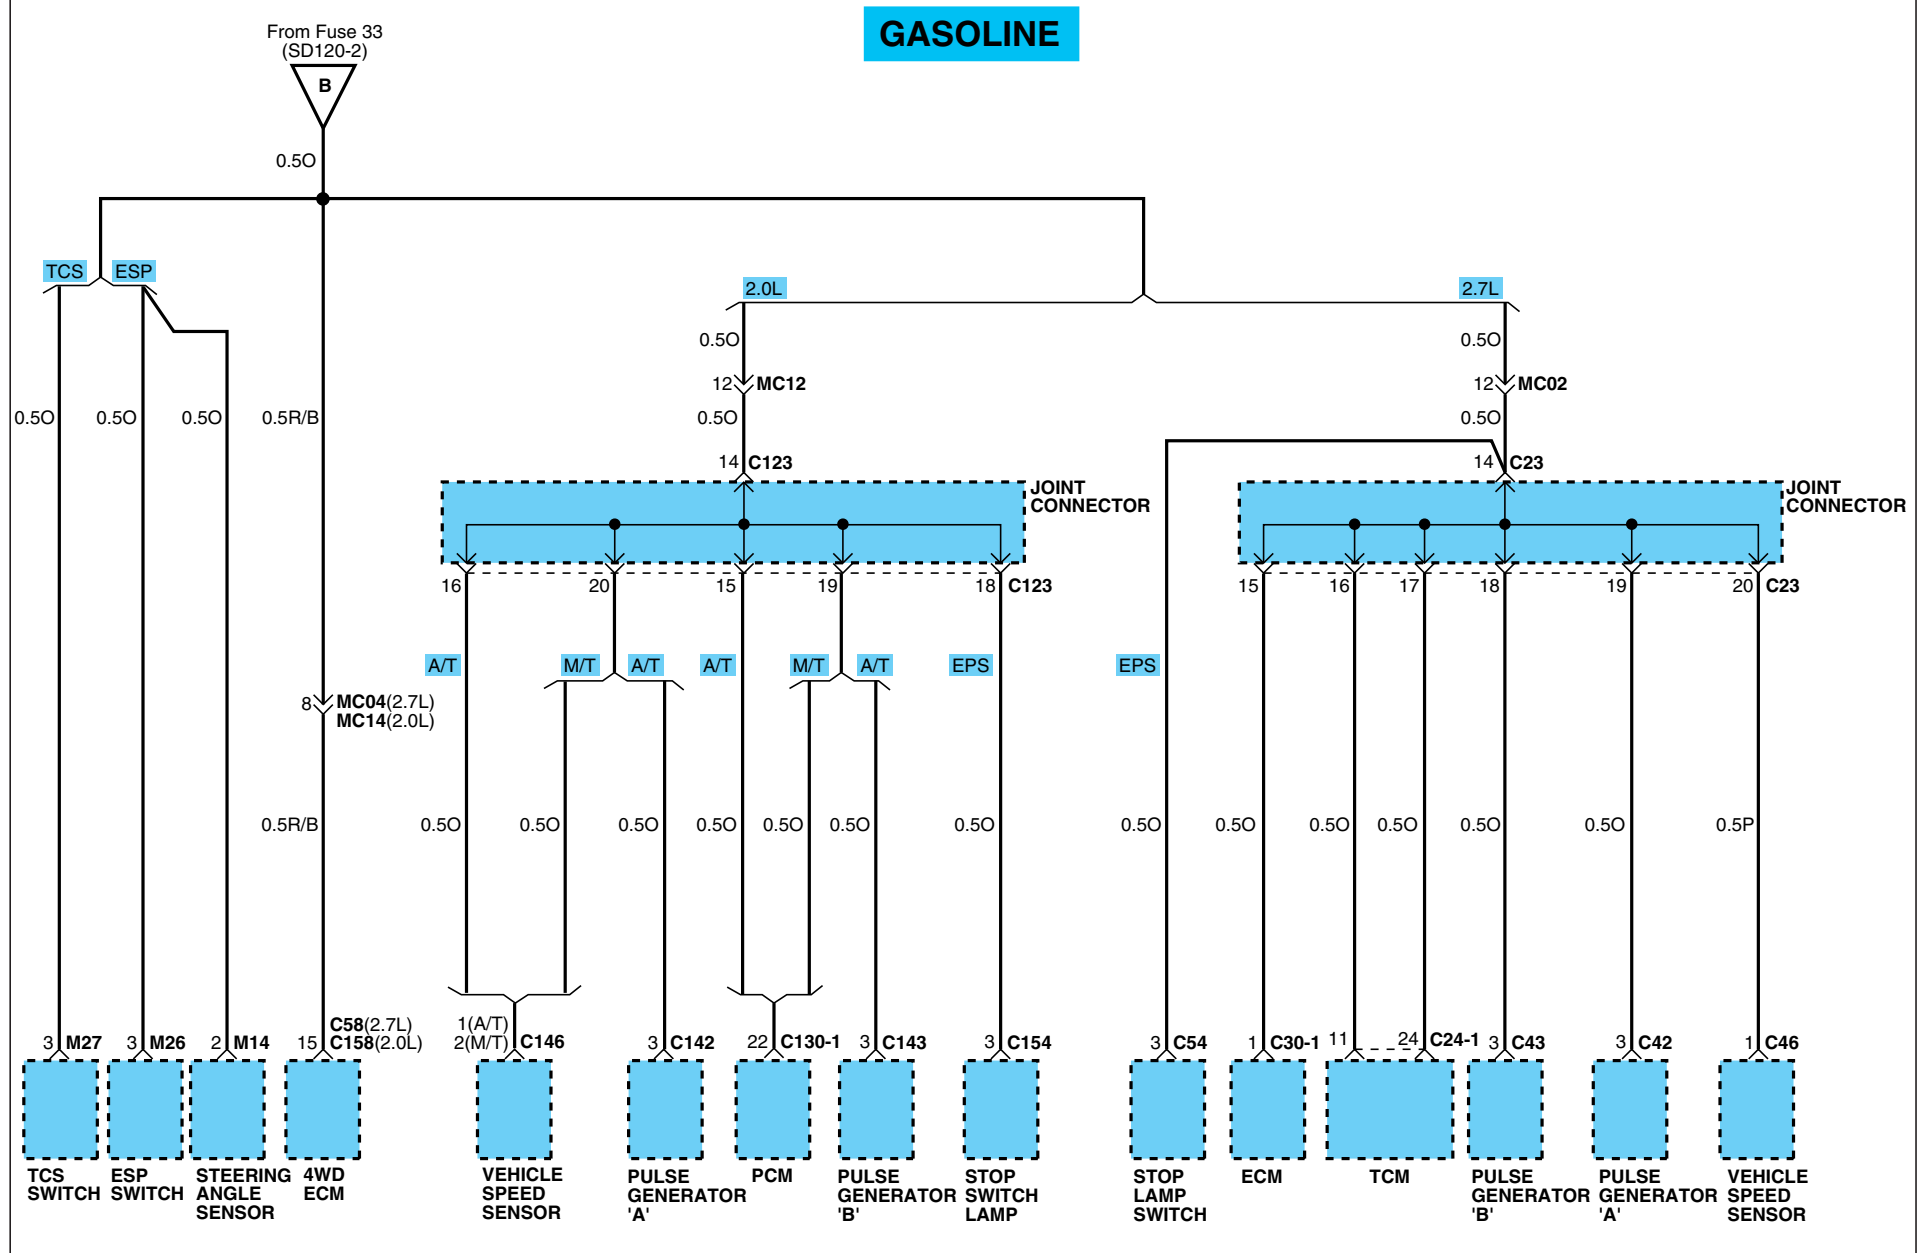 GASOLINE
From Fuse 33
(SD120-2)
B
0.5O
TCS
ESP
2.0L
2.7L
0.5O
0.5O
12
MC12
12
MC02
0.5O
0.5O
0.5O
0.5R/B
0.5O
0.5O
14
C123
14
C23
JOINT
CONNECTOR
JOINT
CONNECTOR
16
20
15
19
18
C123
15
16
17
18
19
20
C23
A/T
M/T
A/T
A/T
M/T
A/T
EPS
EPS
8
MC04(2.7L)
MC14(2.0L)
0.5R/B
0.5O
0.5O
0.5O
0.5O
0.5O
0.5O
0.5O
0.5O
0.5O
0.5O
0.5O
0.5O
0.5O
0.5P
3
M27
3
M26
2
M14
15
C58(2.7L)
C158(2.0L)
1(A/T)
2(M/T)
C146
3
C142
22
C130-1
3
C143
3
C154
3
C54
1
C30-1
11
24
C24-1
3
C43
3
C42
1
C46
TCS
SWITCH
ESP
SWITCH
STEERING
ANGLE
SENSOR
4WD
ECM
VEHICLE
SPEED
SENSOR
PULSE
GENERATOR
'A'
PCM
PULSE
GENERATOR
'B'
STOP
SWITCH
LAMP
STOP
LAMP
SWITCH
ECM
TCM
PULSE
GENERATOR
'B'
PULSE
GENERATOR
'A'
VEHICLE
SPEED
SENSOR